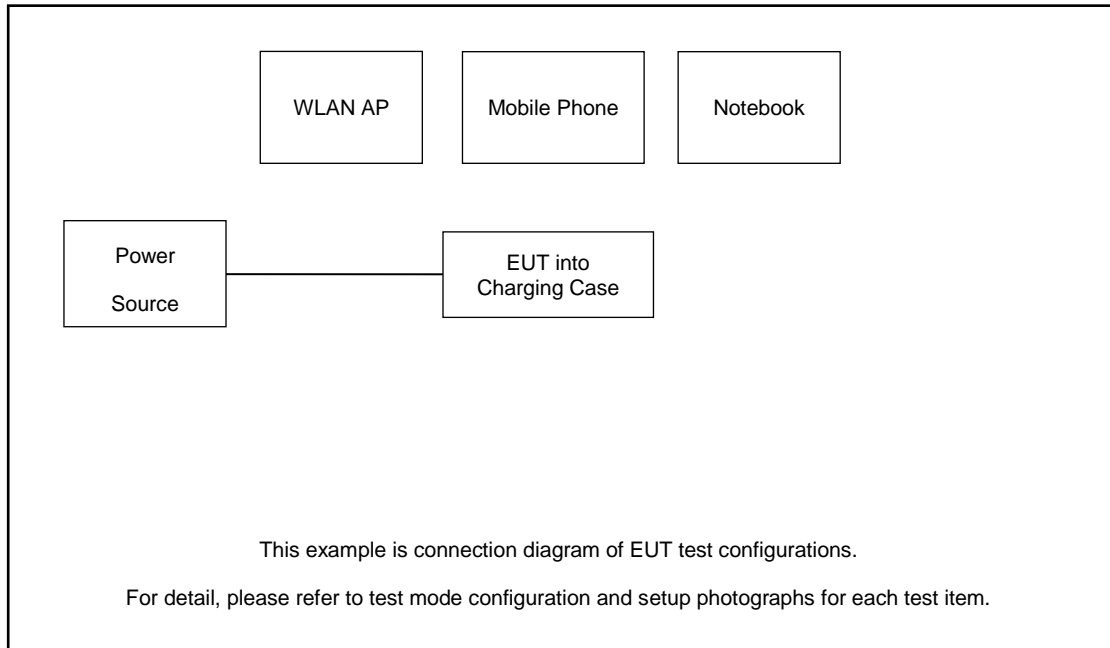 WLAN AP
Mobile Phone
Notebook
Power
Source
EUT into
Charging Case
This example is connection diagram of EUT test configurations.
For detail, please refer to test mode configuration and setup photographs for each test item.